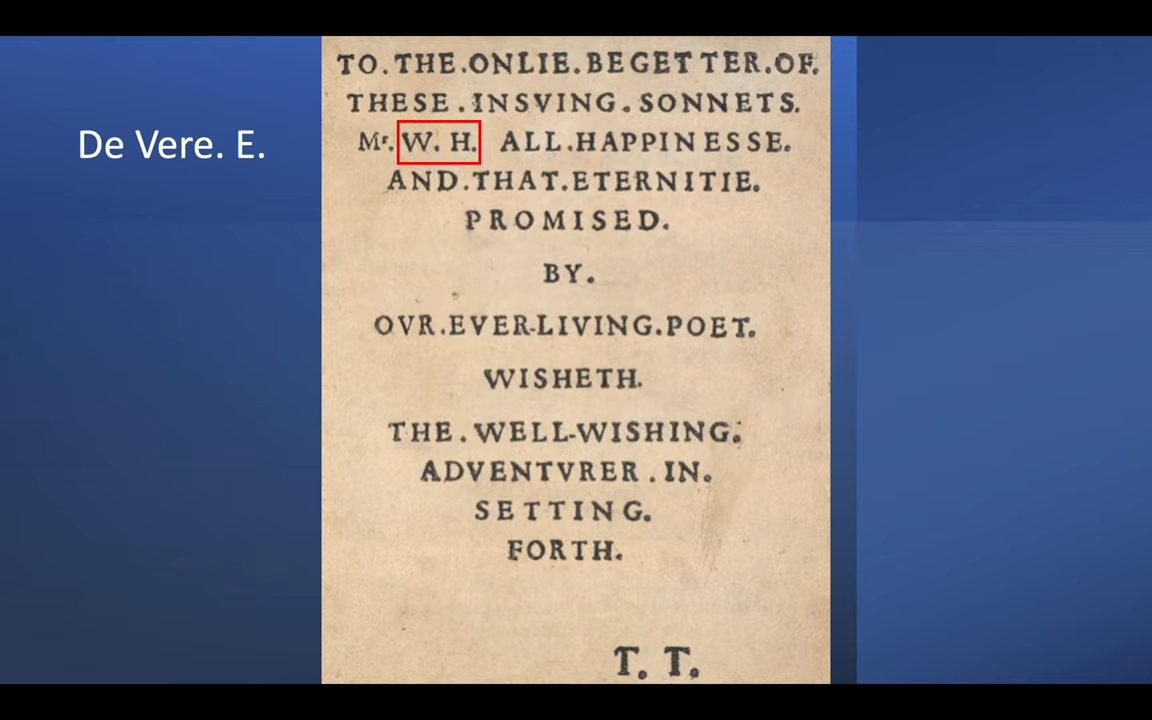 De Vere. E.
TO.THE.ONLIE.BEGETTER.OF.
THESE.INSVING.SONNETS.
Mr.W. H. ALL.HAPPINESSE.
AND.THAT.ETERNITIE.
PROMISED.
BY.
OVR.EVER-LIVING.POET.
WISHETH.
THE.WELL-WISHING.
ADVENTVRER.IN.
SETTING.
FORTH.
T. T.